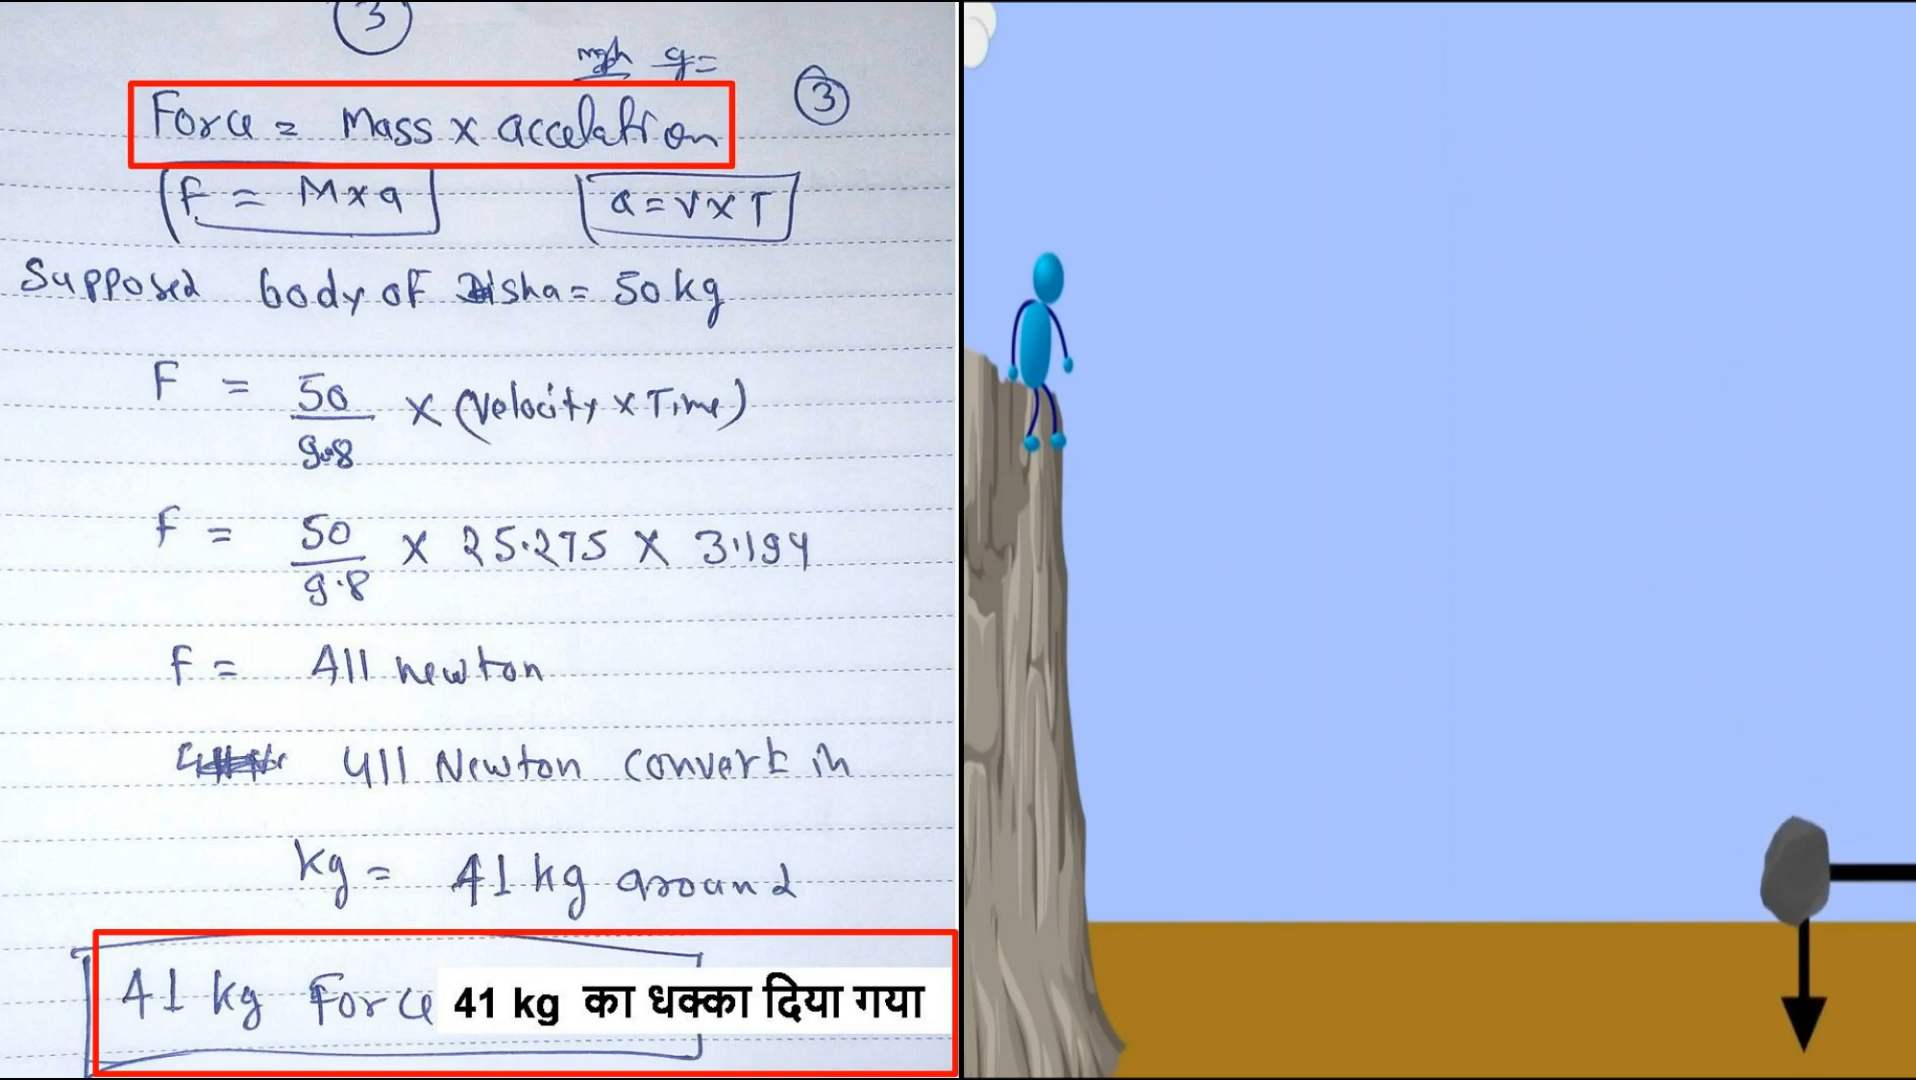 3
mgh g=
3
Force = Mass x accelation
F = M x a
a = V x T
Supposed body of Disha = 50 kg
F = 50/9.8 x (Velocity x Time)
F = 50/9.8 x 25.275 x 3.194
F = 411 newton
411 Newton convert in
kg = 41 kg ground
41 kg Force 41 kg का धक्का दिया गया